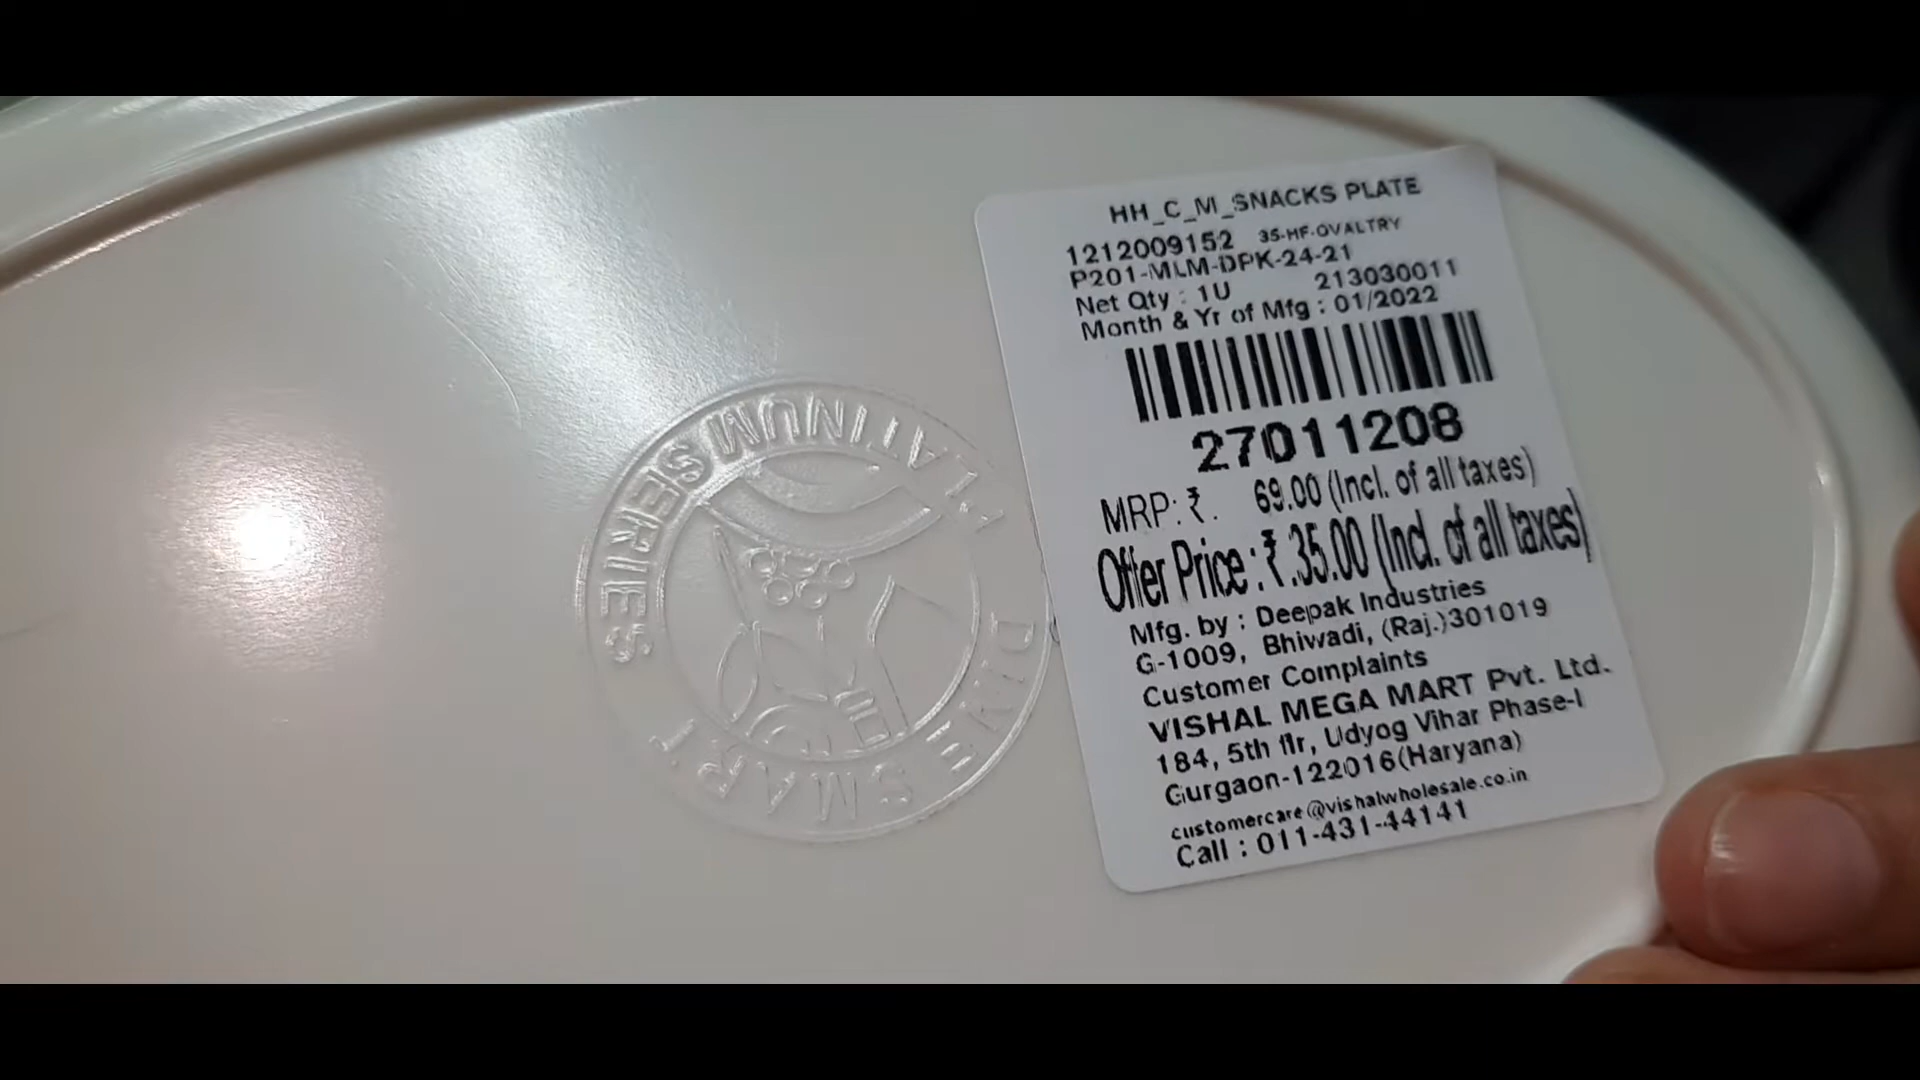 PLATINUM SERIES
DINE SMART
HH_C_M_SNACKS PLATE
1212009152 35-HF-OVALTRY
P201-MLM-DPK-24-21
Net Qty : 1U 213030011
Month & Yr of Mfg : 01/2022
27011208
MRP: ₹. 69.00 (Incl. of all taxes)
Offer Price : ₹.35.00 (Incl. of all taxes)
Mfg. by : Deepak Industries
G-1009, Bhiwadi, (Raj.)301019
Customer Complaints
VISHAL MEGA MART Pvt. Ltd.
184, 5th flr, Udyog Vihar Phase-I
Gurgaon-122016(Haryana)
customercare@vishalwholesale.co.in
Call : 011-431-44141